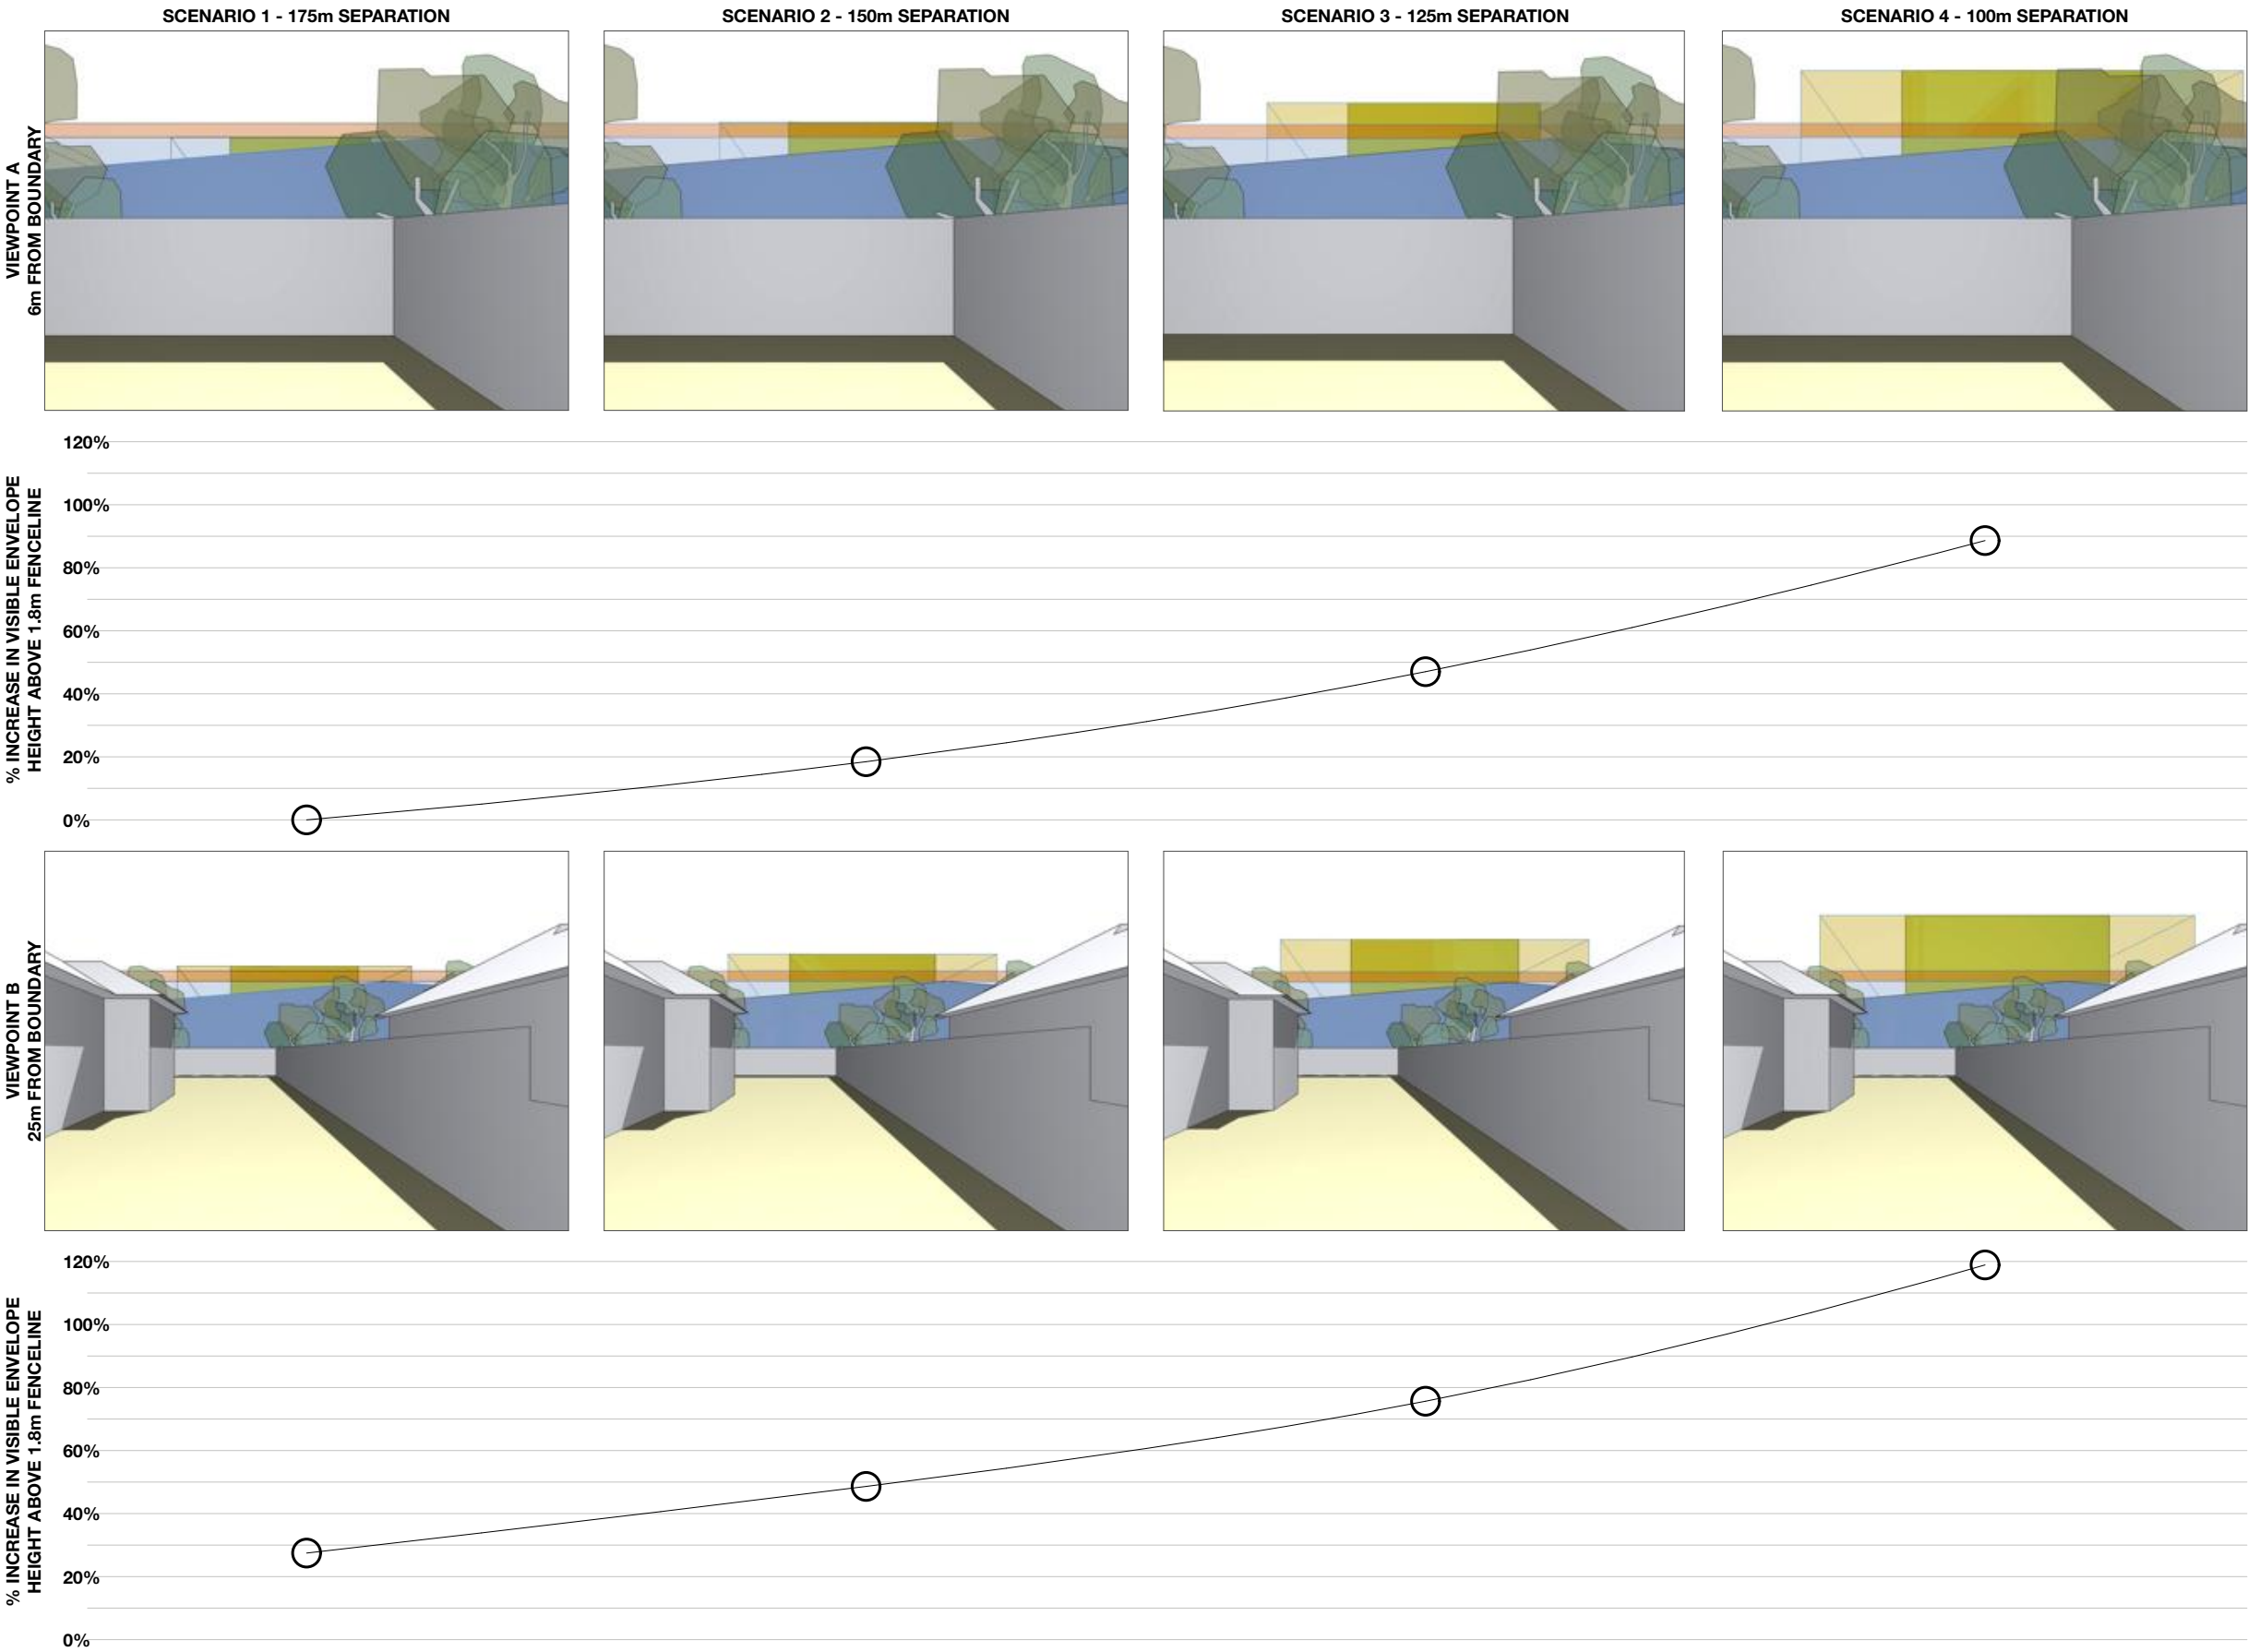 SCENARIO 1 - 175m SEPARATION
SCENARIO 2 - 150m SEPARATION
SCENARIO 3 - 125m SEPARATION
SCENARIO 4 - 100m SEPARATION
VIEWPOINT A
6m FROM BOUNDARY
% INCREASE IN VISIBLE ENVELOPE
HEIGHT ABOVE 1.8m FENCELINE
120%
100%
80%
60%
40%
20%
0%
VIEWPOINT B
25m FROM BOUNDARY
% INCREASE IN VISIBLE ENVELOPE
HEIGHT ABOVE 1.8m FENCELINE
120%
100%
80%
60%
40%
20%
0%